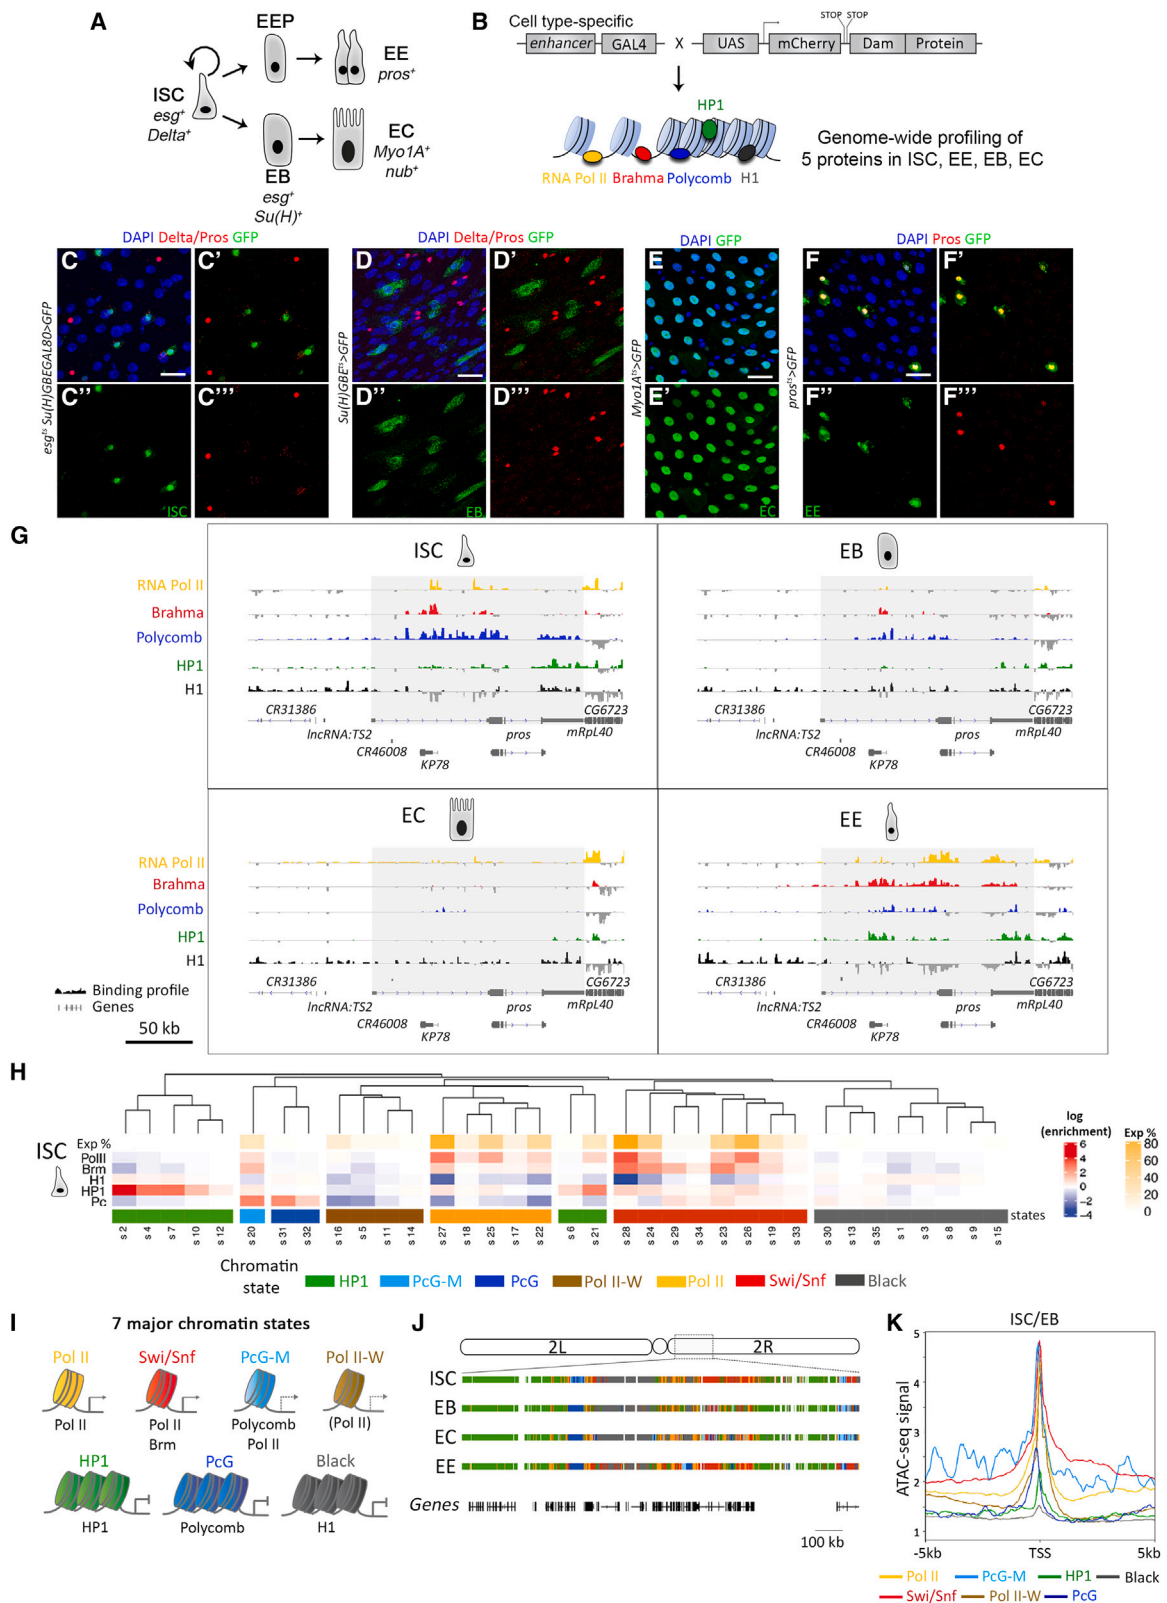 A
EEP
EE
pros+
ISC
esg+
Delta+
EC
Myo1A+
nub+
EB
esg+
Su(H)+
B
Cell type-specific
enhancer GAL4 X UAS mCherry Dam Protein
STOP STOP
HP1
RNA Pol II Brahma Polycomb H1
Genome-wide profiling of
5 proteins in ISC, EE, EB, EC
DAPI Delta/Pros GFP
DAPI Delta/Pros GFP
DAPI GFP
DAPI Pros GFP
esgts Su(H)GBEGAL80>GFP
C C'
C'' C'''
ISC
Su(H)GBEts>GFP
D D'
D'' D'''
EB
Myo1Ats>GFP
E
E'
EC
prosts>GFP
F F'
F'' F'''
EE
G
ISC
RNA Pol II
Brahma
Polycomb
HP1
H1
CR31386 CG6723
lncRNA:TS2 pros mRpL40
CR46008
KP78
EB
CR31386 CG6723
lncRNA:TS2 pros mRpL40
CR46008
KP78
EC
RNA Pol II
Brahma
Polycomb
HP1
H1
CR31386 CG6723
lncRNA:TS2 pros mRpL40
CR46008
KP78
EE
CR31386 CG6723
lncRNA:TS2 pros mRpL40
CR46008
KP78
Binding profile
Genes
50 kb
H
ISC
Exp %
PolII
Brm
H1
HP1
Pc
states
s 2 s 4 s 7 s 10 s 12 s 20 s 31 s 32 s 16 s 5 s 11 s 14 s 27 s 18 s 25 s 17 s 22 s 6 s 21 s 28 s 24 s 29 s 34 s 23 s 26 s 19 s 33 s 30 s 13 s 35 s 1 s 3 s 8 s 9 s 15
log
(enrichment)
6
4
2
0
−2
−4
Exp %
80
60
40
20
0
Chromatin
state
HP1 PcG-M PcG Pol II-W Pol II Swi/Snf Black
I
7 major chromatin states
Pol II Swi/Snf PcG-M Pol II-W
Pol II
Pol II
Brm
Polycomb
Pol II
(Pol II)
HP1 PcG Black
HP1 Polycomb H1
J
2L 2R
ISC
EB
EC
EE
Genes
100 kb
K
ISC/EB
ATAC-seq signal
5
4
3
2
1
-5kb TSS 5kb
Pol II PcG-M HP1 Black
Swi/Snf Pol II-W PcG